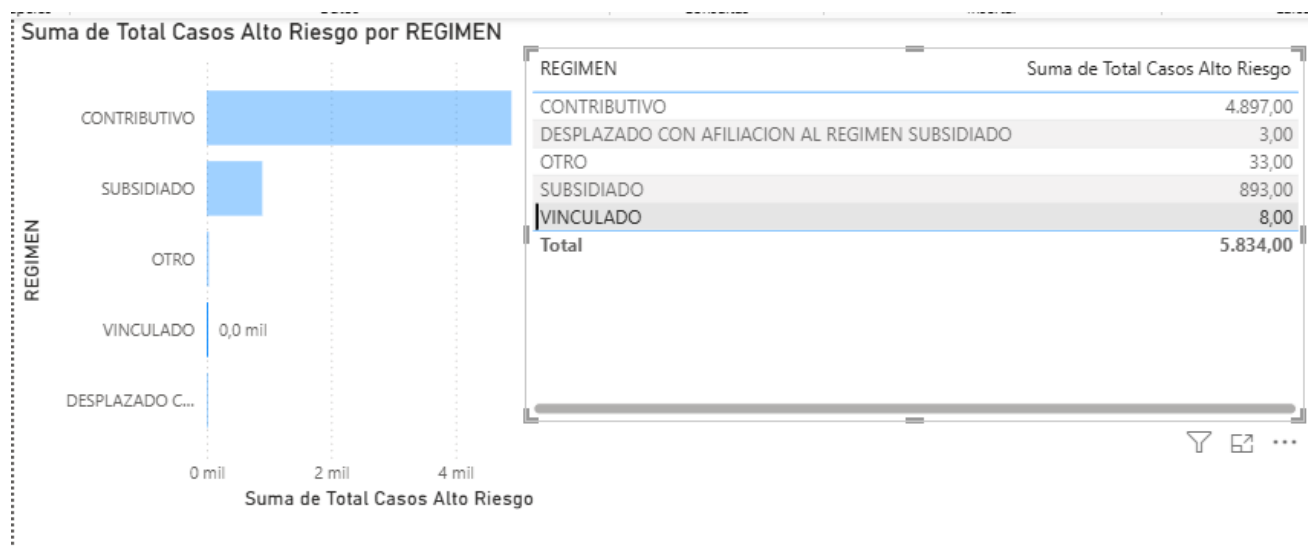 Suma de Total Casos Alto Riesgo por REGIMEN
REGIMEN
CONTRIBUTIVO
SUBSIDIADO
OTRO
VINCULADO 0,0 mil
DESPLAZADO C...
0 mil 2 mil 4 mil
Suma de Total Casos Alto Riesgo
REGIMEN Suma de Total Casos Alto Riesgo
CONTRIBUTIVO 4.897,00
DESPLAZADO CON AFILIACION AL REGIMEN SUBSIDIADO 3,00
OTRO 33,00
SUBSIDIADO 893,00
VINCULADO 8,00
Total 5.834,00